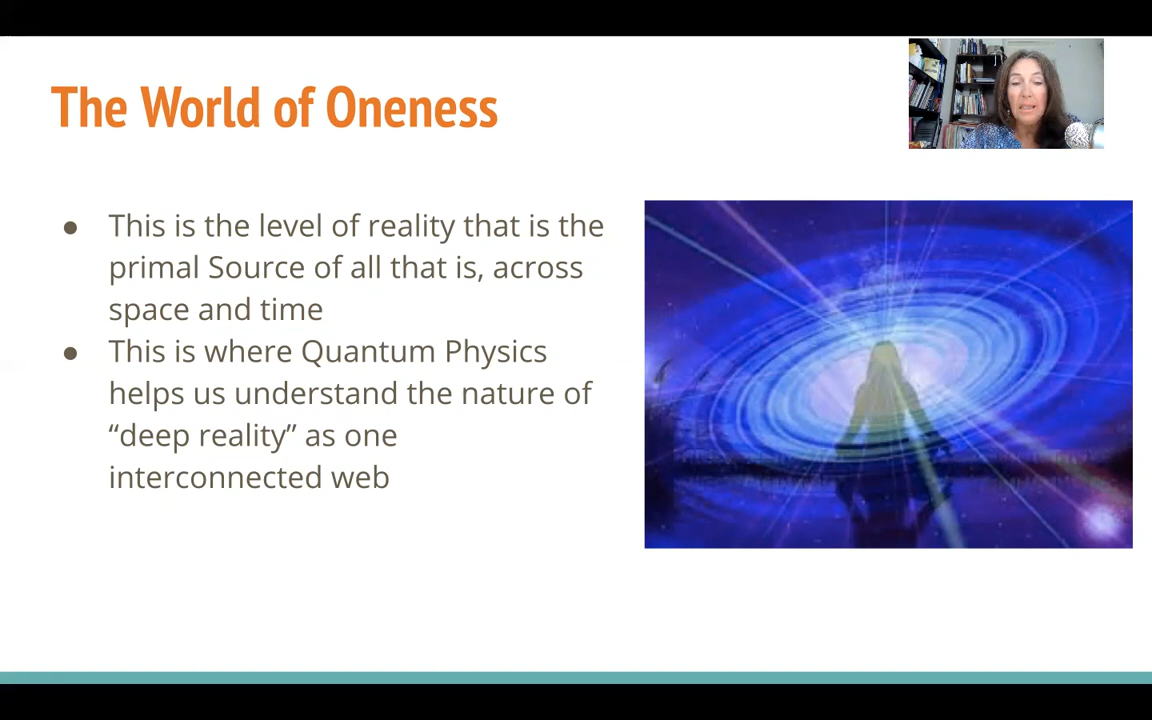 The World of Oneness
● This is the level of reality that is the
primal Source of all that is, across
space and time
● This is where Quantum Physics
helps us understand the nature of
“deep reality” as one
interconnected web